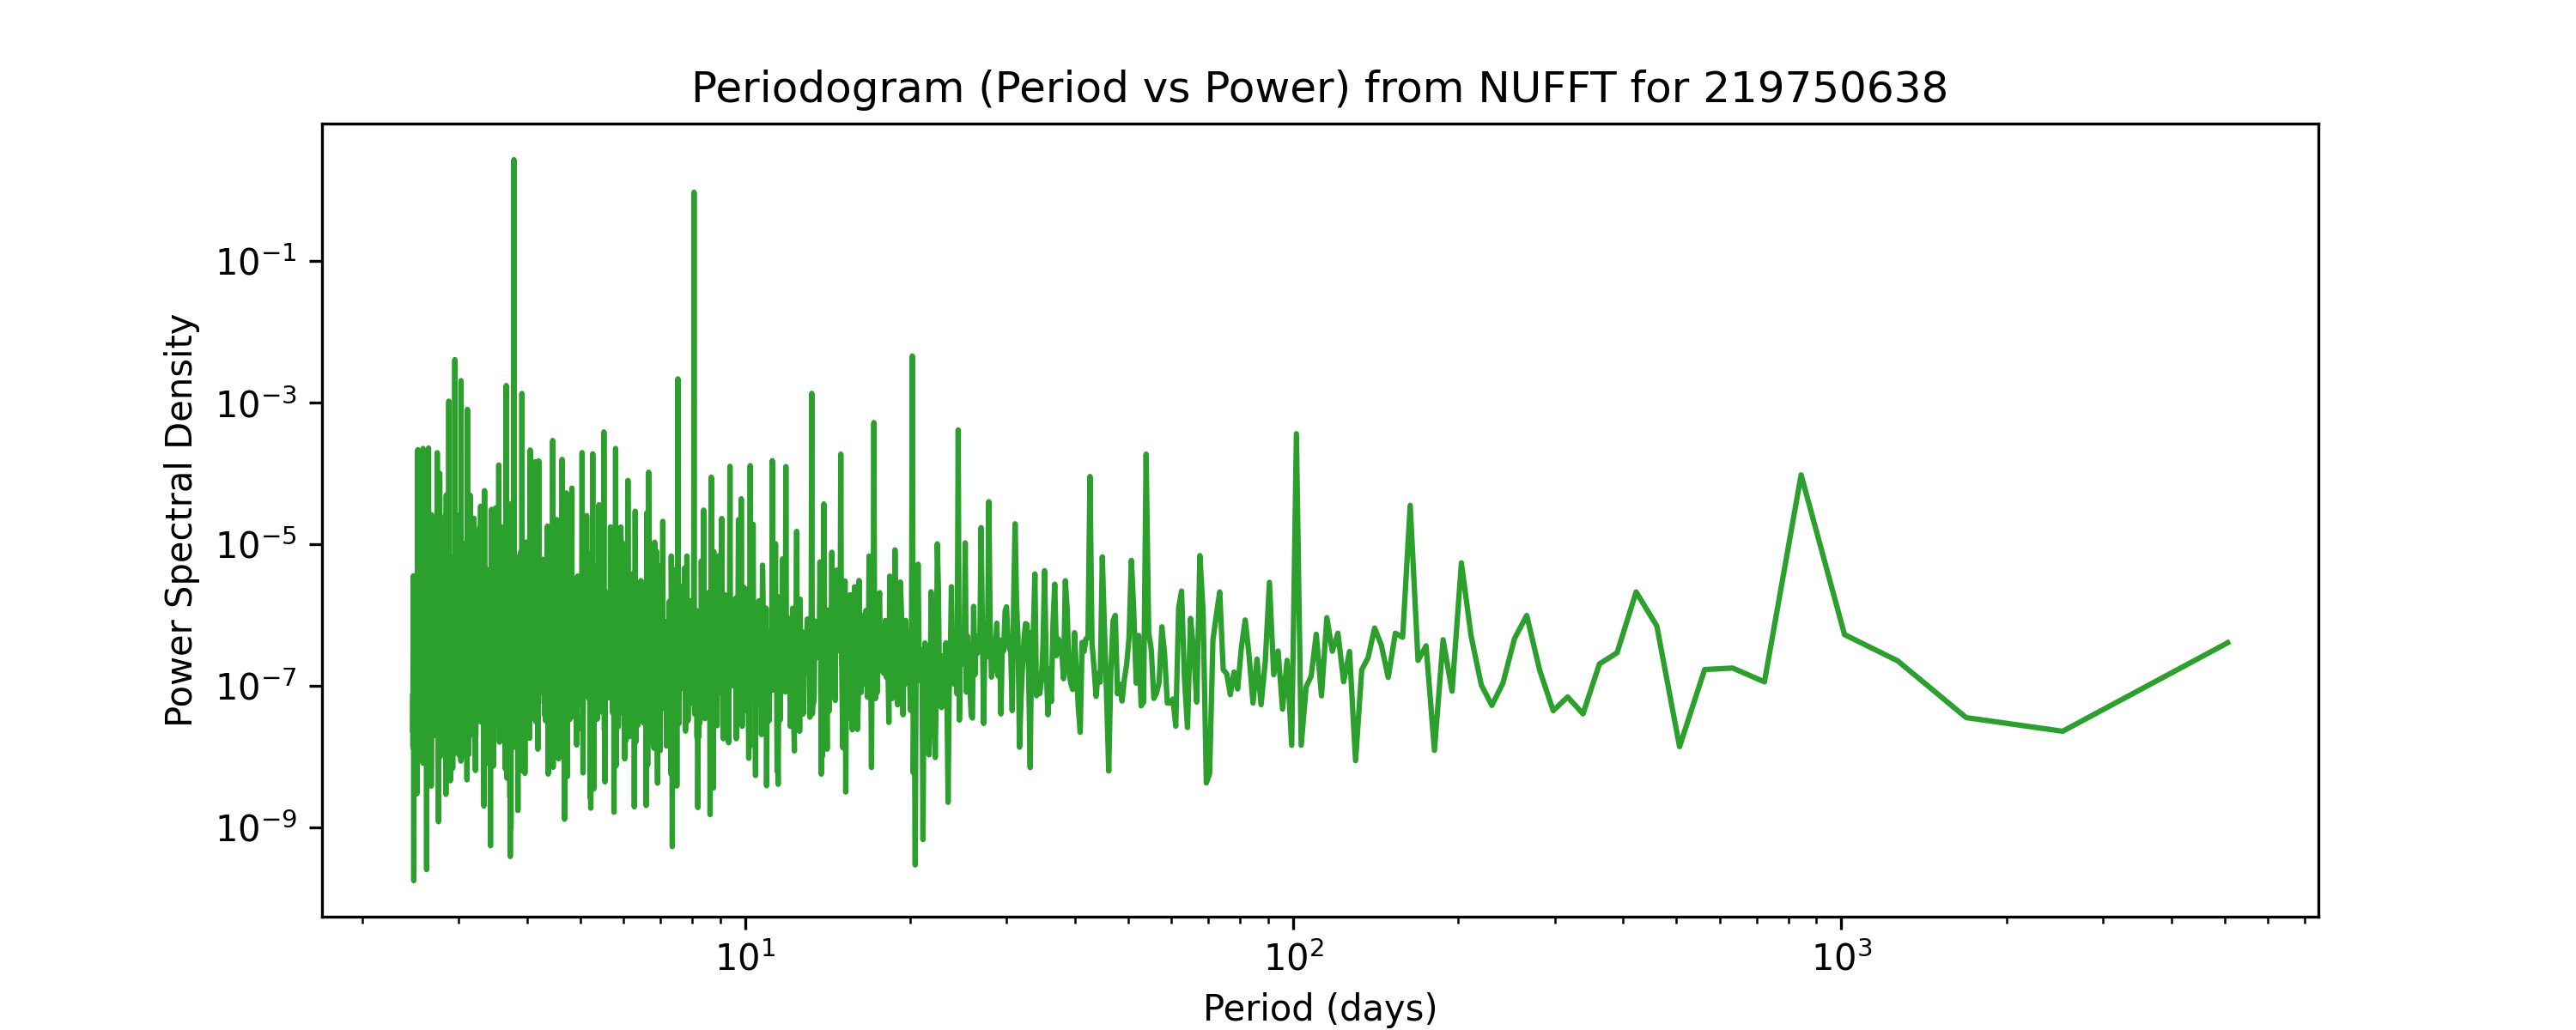 Periodogram (Period vs Power) from NUFFT for 219750638
Power Spectral Density
10⁻¹
10⁻³
10⁻⁵
10⁻⁷
10⁻⁹
10¹ 10² 10³
Period (days)